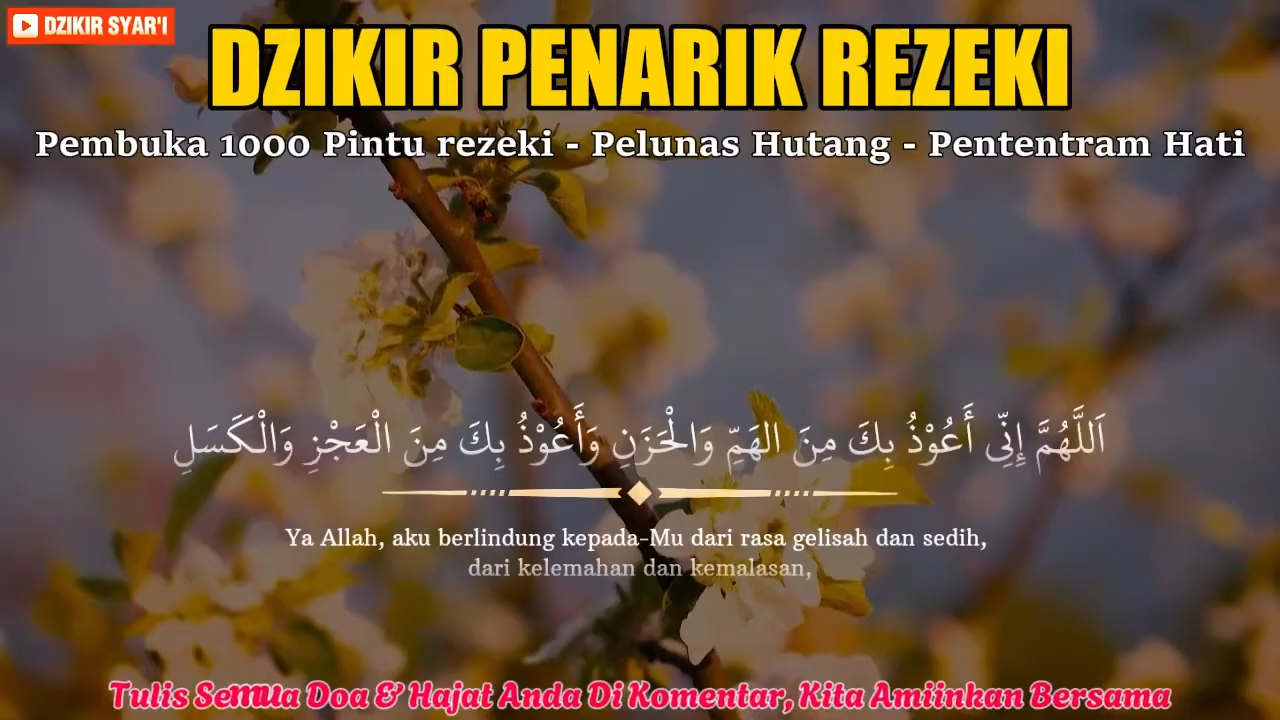 DZIKIR SYAR'I
DZIKIR PENARIK REZEKI
Pembuka 1000 Pintu rezeki - Pelunas Hutang - Pententram Hati
اَللَّهُمَّ إِنِّي أَعُوْذُ بِكَ مِنَ الهَمِّ وَالْحَزَنِ وَأَعُوْذُ بِكَ مِنَ الْعَجْزِ وَالْكَسَلِ
Ya Allah, aku berlindung kepada-Mu dari rasa gelisah dan sedih,
dari kelemahan dan kemalasan,
Tulis Semua Doa & Hajat Anda Di Komentar, Kita Amiinkan Bersama